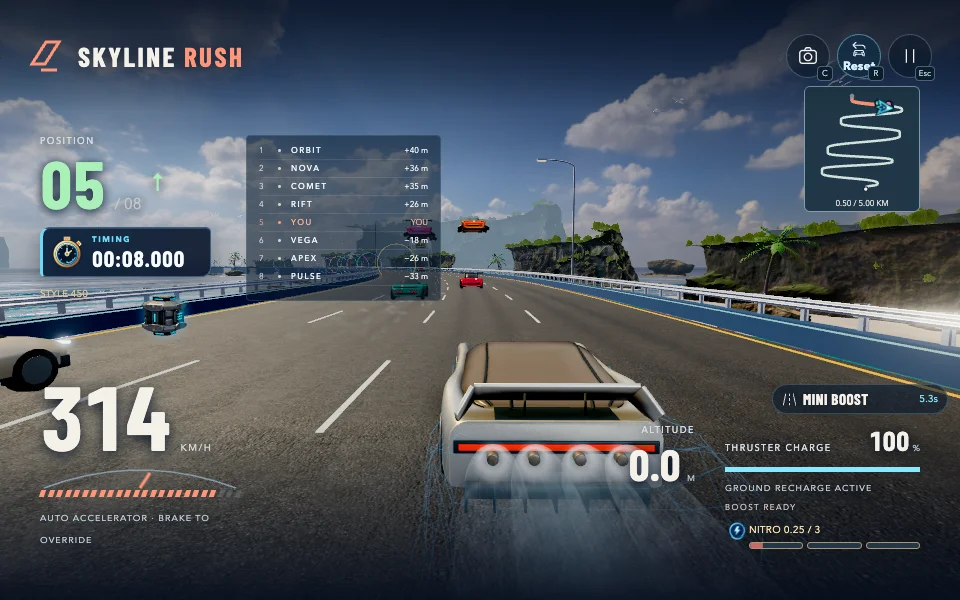 SKYLINE RUSH
Reset
C
R
Esc
POSITION
05 / 08
1 ORBIT +40 m
2 NOVA +36 m
3 COMET +35 m
4 RIFT +26 m
5 YOU YOU
6 VEGA −18 m
7 APEX −26 m
8 PULSE −33 m
0.50 / 5.00 KM
TIMING
00:08.000
STYLE 450
314 KM/H
AUTO ACCELERATOR · BRAKE TO
OVERRIDE
ALTITUDE
0.0 M
MINI BOOST 5.3s
THRUSTER CHARGE 100 %
GROUND RECHARGE ACTIVE
BOOST READY
NITRO 0.25 / 3